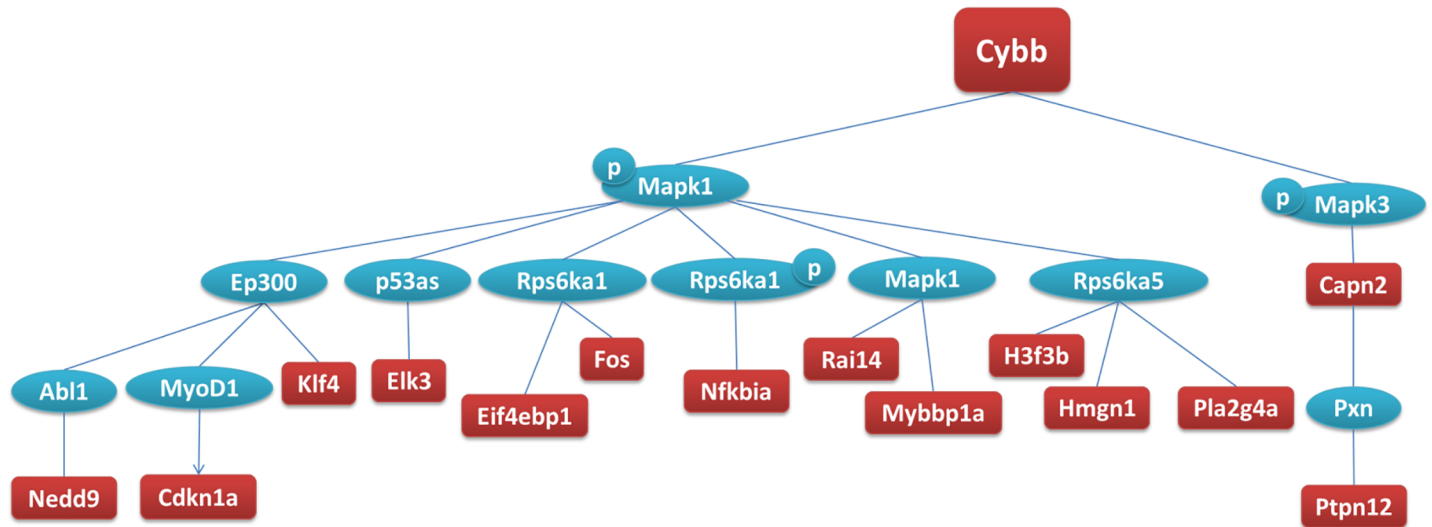 Cybb
p
Mapk1
p
Mapk3
Ep300
p53as
Rps6ka1
Rps6ka1
p
Mapk1
Rps6ka5
Capn2
Abl1
MyoD1
Klf4
Elk3
Eif4ebp1
Fos
Nfkbia
Rai14
Mybbp1a
H3f3b
Hmgn1
Pla2g4a
Pxn
Nedd9
Cdkn1a
Ptpn12